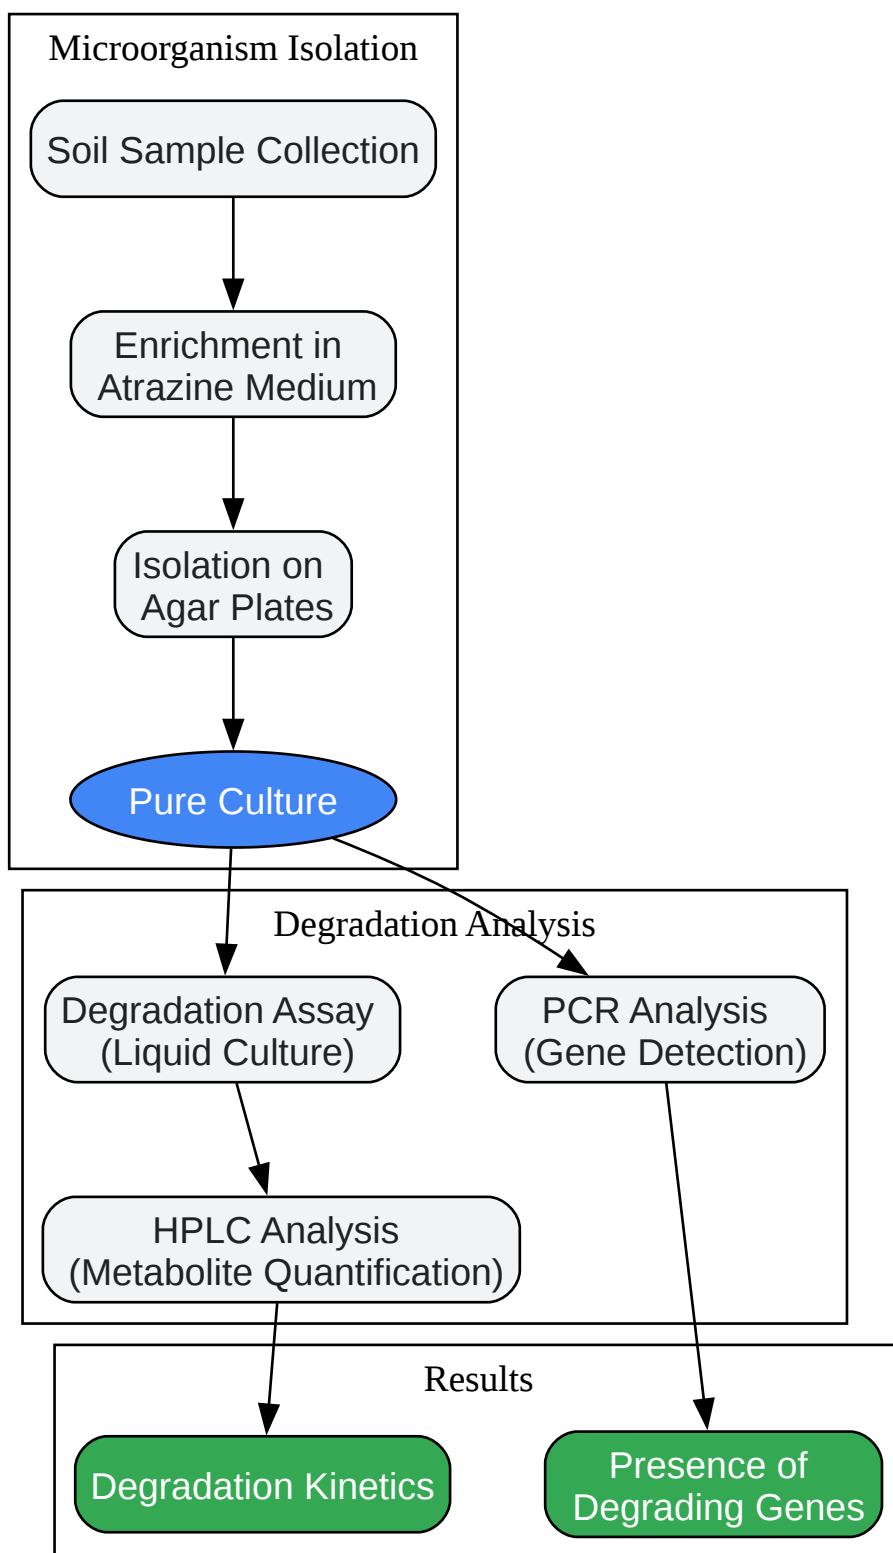 Microorganism Isolation
Soil Sample Collection
Enrichment in
Atrazine Medium
Isolation on
Agar Plates
Pure Culture
Degradation Analysis
Degradation Assay
(Liquid Culture)
PCR Analysis
(Gene Detection)
HPLC Analysis
(Metabolite Quantification)
Results
Degradation Kinetics
Presence of
Degrading Genes